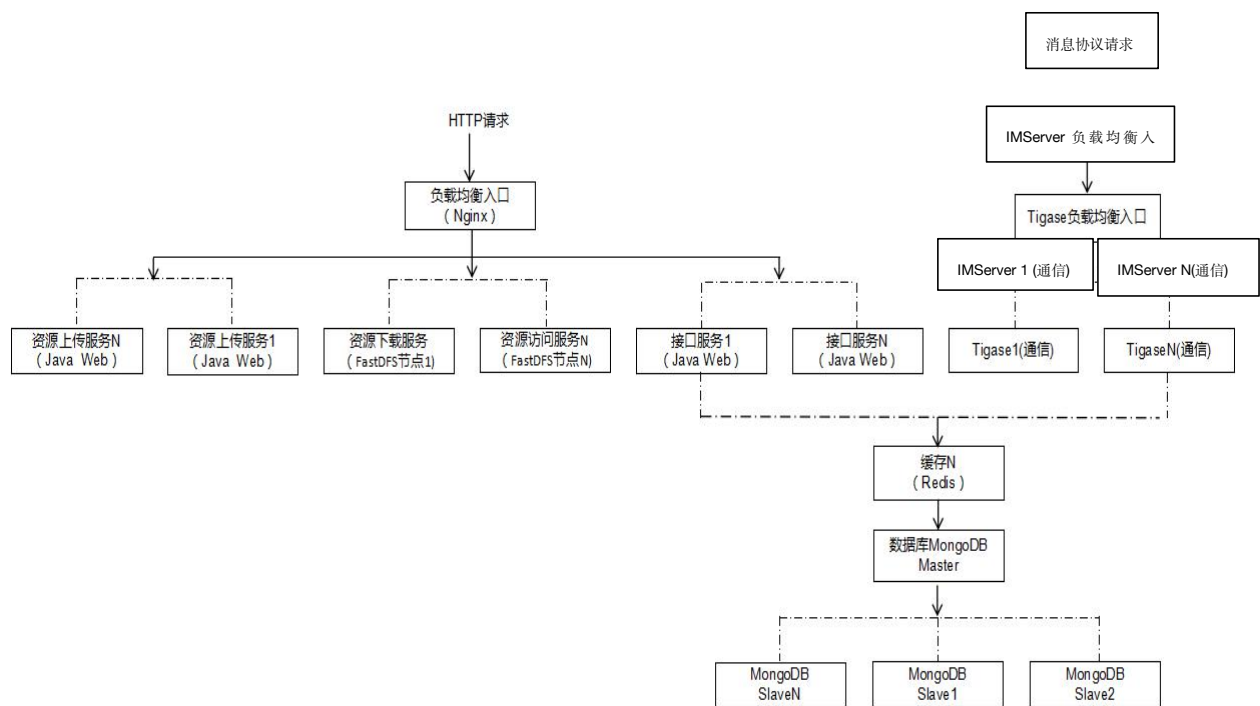 消息协议请求
HTTP请求
IMServer 负载均衡入
负载均衡入口
(Nginx)
Tigase负载均衡入口
IMServer 1 (通信)
IMServer N(通信)
资源上传服务N
(Java Web)
资源上传服务1
(Java Web)
资源下载服务
(FastDFS节点1)
资源访问服务N
(FastDFS节点N)
接口服务1
(Java Web)
接口服务N
(Java Web)
Tigase1(通信)
TigaseN(通信)
缓存N
(Redis)
数据库MongoDB
Master
MongoDB
SlaveN
MongoDB
Slave1
MongoDB
Slave2